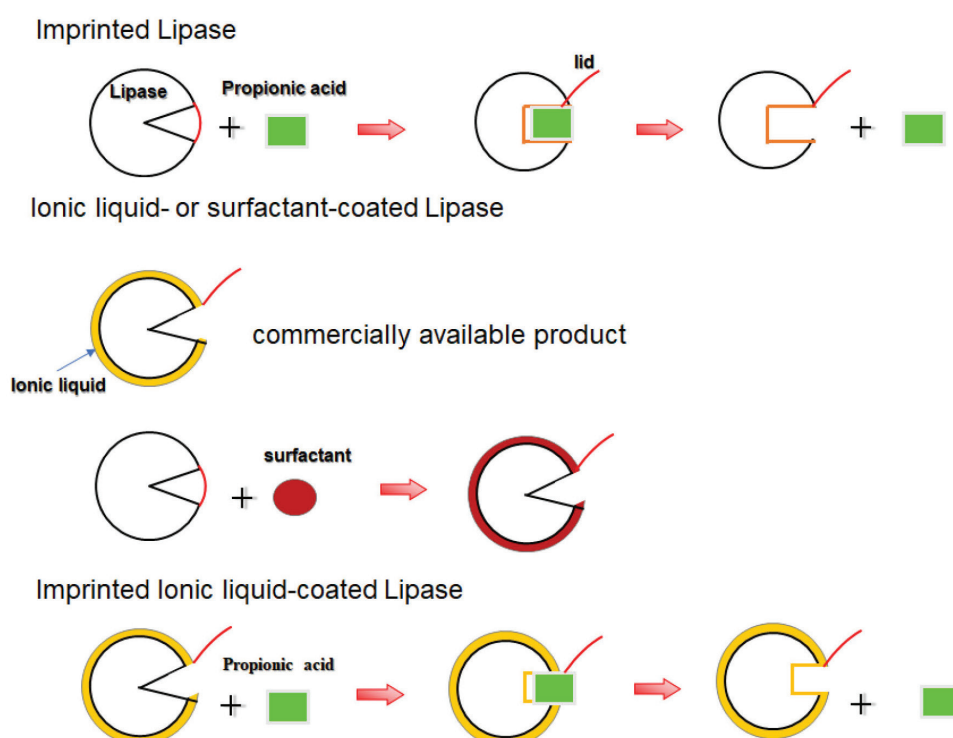 Imprinted Lipase
Lipase
Propionic acid
lid
+
+
Ionic liquid- or surfactant-coated Lipase
commercially available product
Ionic liquid
surfactant
+
Imprinted Ionic liquid-coated Lipase
Propionic acid
+
+